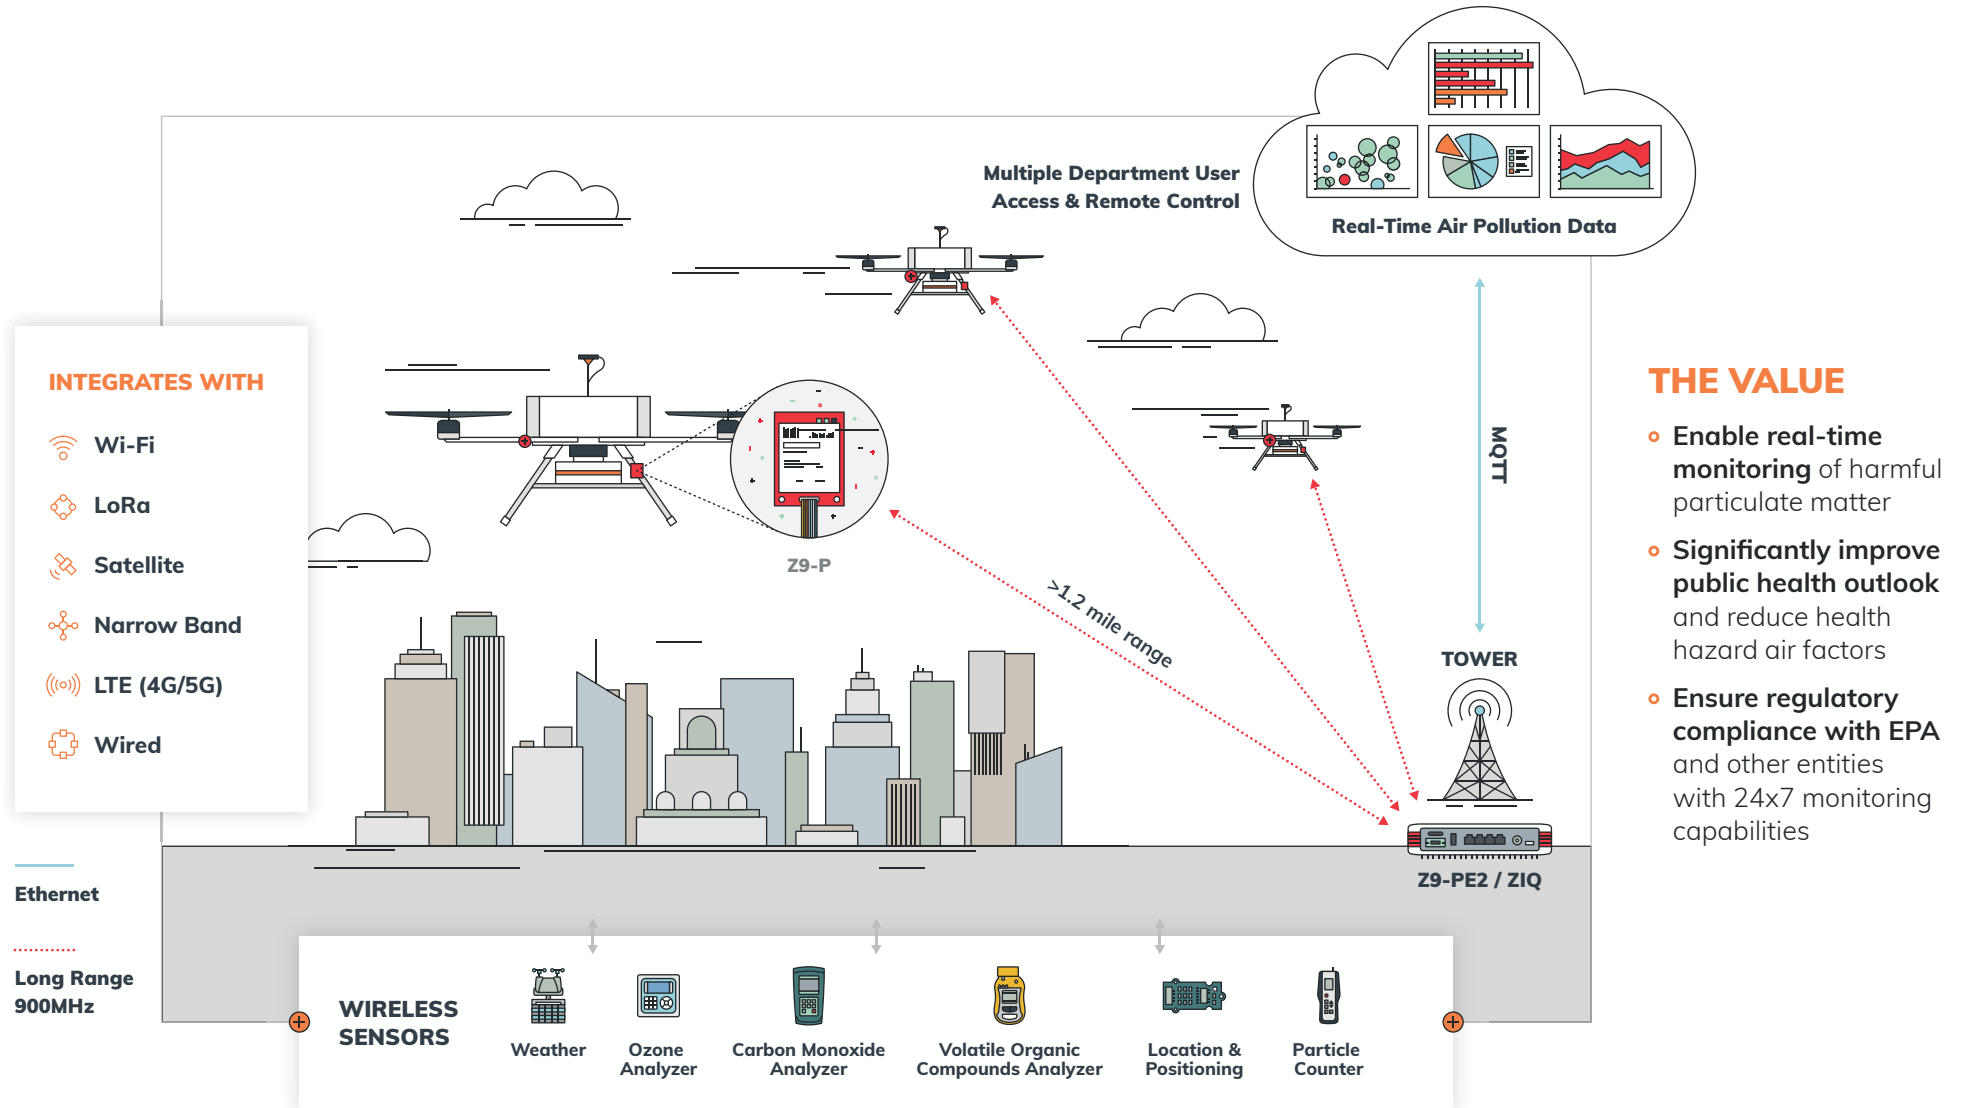 Multiple Department User
Access & Remote Control
Real-Time Air Pollution Data
INTEGRATES WITH
Wi-Fi
LoRa
Satellite
Narrow Band
LTE (4G/5G)
Wired
Z9-P
>1.2 mile range
MQTT
TOWER
Z9-PE2 / ZIQ
THE VALUE
Enable real-time
monitoring of harmful
particulate matter
Significantly improve
public health outlook
and reduce health
hazard air factors
Ensure regulatory
compliance with EPA
and other entities
with 24x7 monitoring
capabilities
Ethernet
Long Range
900MHz
WIRELESS
SENSORS
Weather
Ozone
Analyzer
Carbon Monoxide
Analyzer
Volatile Organic
Compounds Analyzer
Location &
Positioning
Particle
Counter